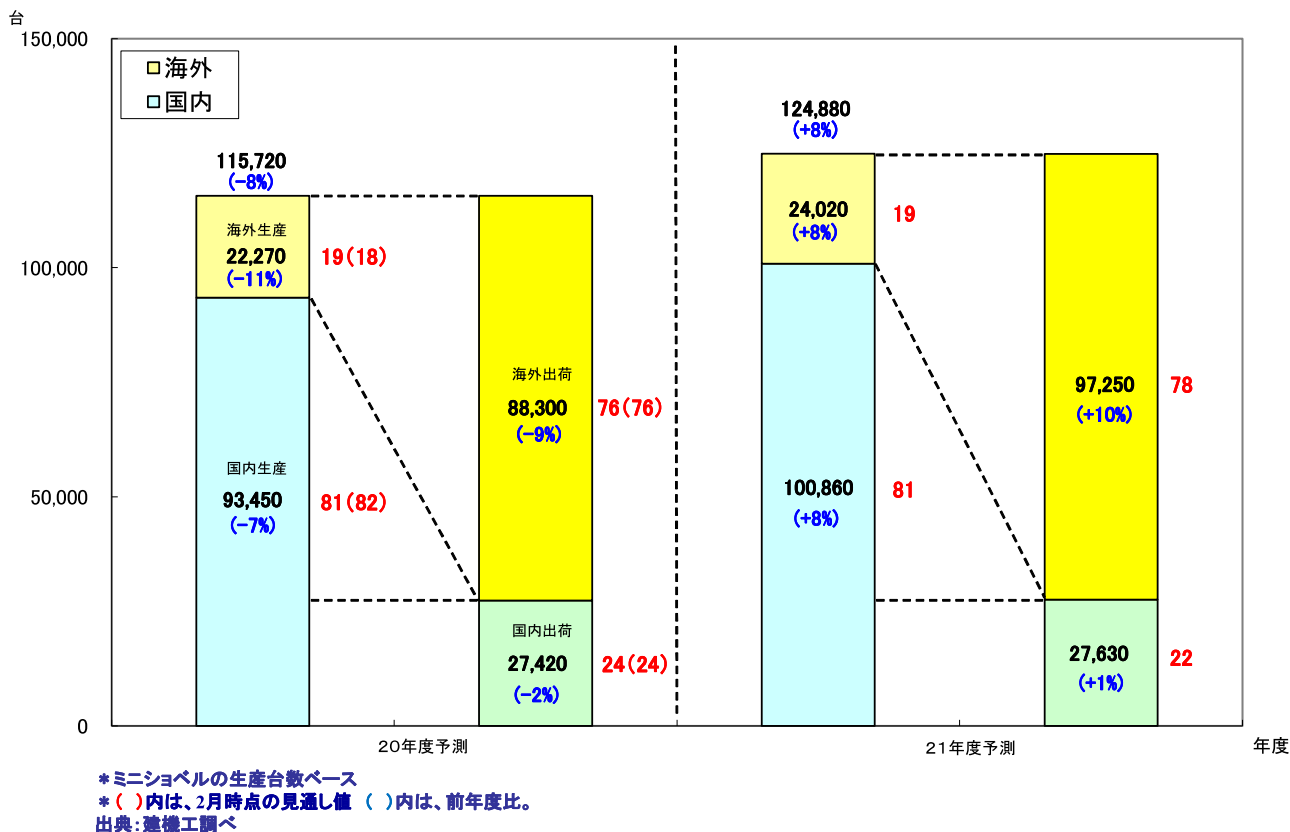 台
150,000
100,000
50,000
0
海外
国内
115,720
(-8%)
海外生産
22,270
(-11%)
19(18)
国内生産
93,450
(-7%)
81(82)
海外出荷
88,300
(-9%)
76(76)
国内出荷
27,420
(-2%)
24(24)
124,880
(+8%)
24,020
(+8%)
19
100,860
(+8%)
81
97,250
(+10%)
78
27,630
(+1%)
22
20年度予測
21年度予測
年度
*ミニショベルの生産台数ベース
*( )内は、2月時点の見通し値 ( )内は、前年度比。
出典:建機工調べ